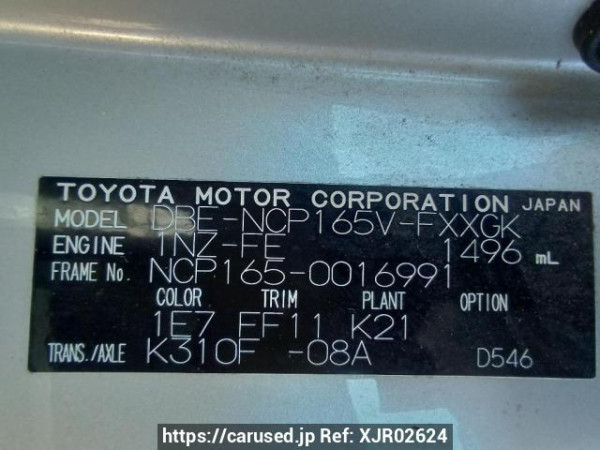 TOYOTA MOTOR CORPORATION JAPAN
MODEL DBE-NCP165V-FXXGK
ENGINE 1NZ-FE 1496 mL
FRAME No. NCP165-0016991
COLOR TRIM PLANT OPTION
1E7 FF11 K21
TRANS./AXLE K310F -08A D546
https://carused.jp Ref: XJR02624